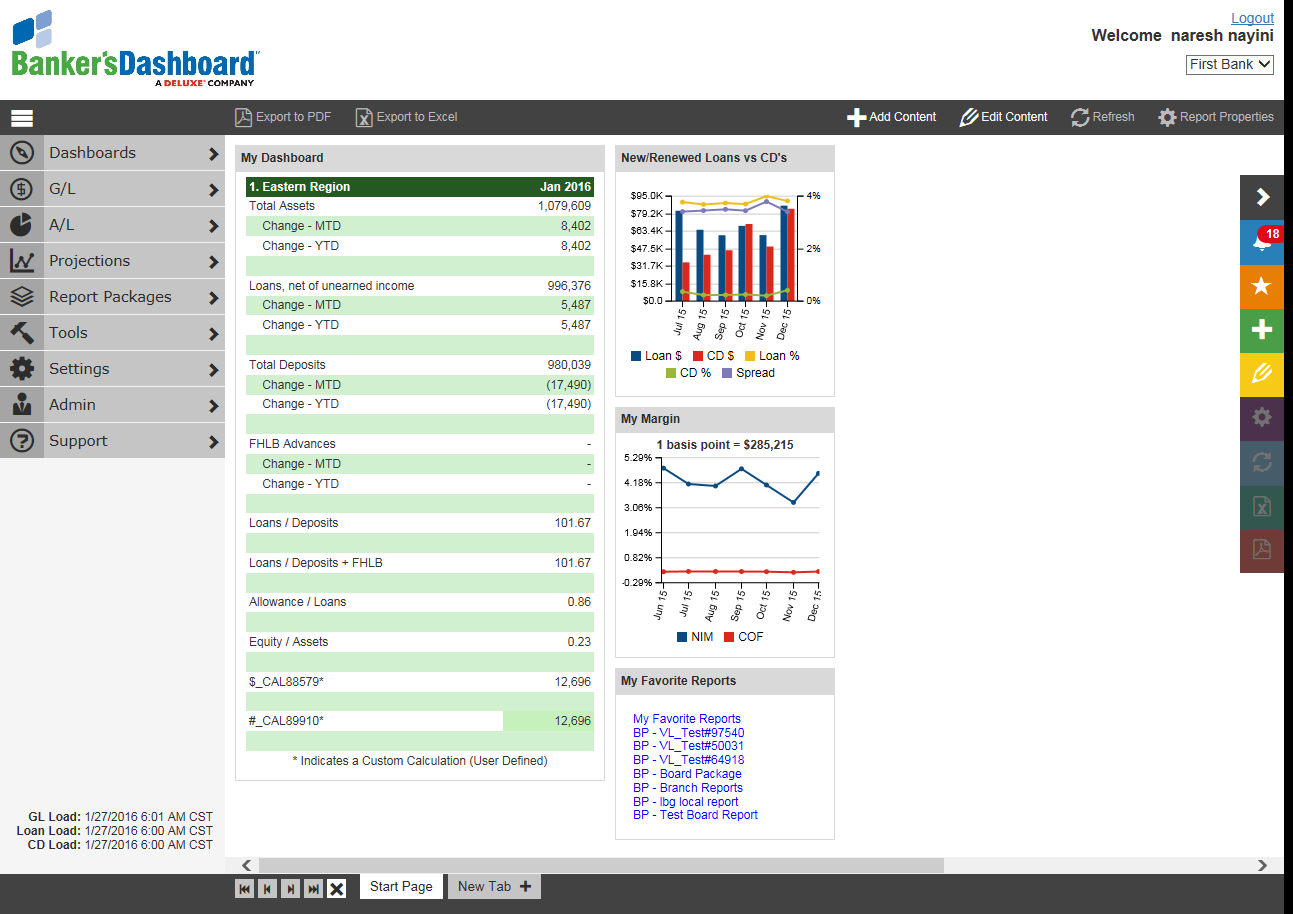 Logout
Welcome naresh nayini
Banker'sDashboard
A DELUXE COMPANY
First Bank
Export to PDF
Export to Excel
Add Content
Edit Content
Refresh
Report Properties
Dashboards
G/L
A/L
Projections
Report Packages
Tools
Settings
Admin
Support
GL Load: 1/27/2016 6:01 AM CST
Loan Load: 1/27/2016 6:00 AM CST
CD Load: 1/27/2016 6:00 AM CST
My Dashboard
1. Eastern Region Jan 2016
Total Assets 1,079,609
Change - MTD 8,402
Change - YTD 8,402
Loans, net of unearned income 996,376
Change - MTD 5,487
Change - YTD 5,487
Total Deposits 980,039
Change - MTD (17,490)
Change - YTD (17,490)
FHLB Advances -
Change - MTD -
Change - YTD -
Loans / Deposits 101.67
Loans / Deposits + FHLB 101.67
Allowance / Loans 0.86
Equity / Assets 0.23
$_CAL88579* 12,696
#_CAL89910* 12,696
* Indicates a Custom Calculation (User Defined)
New/Renewed Loans vs CD's
$95.0K 4%
$79.2K
$63.4K
$47.5K 2%
$31.7K
$15.8K
$0.0 0%
Jul 15 Aug 15 Sep 15 Oct 15 Nov 15 Dec 15
Loan $ CD $ Loan %
CD % Spread
My Margin
1 basis point = $285,215
5.29%
4.18%
3.06%
1.94%
0.82%
-0.29%
Jun 15 Jul 15 Aug 15 Sep 15 Oct 15 Nov 15 Dec 15
NIM COF
My Favorite Reports
My Favorite Reports
BP - VL_Test#97540
BP - VL_Test#50031
BP - VL_Test#64918
BP - Board Package
BP - Branch Reports
BP - lbg local report
BP - Test Board Report
18
Start Page
New Tab